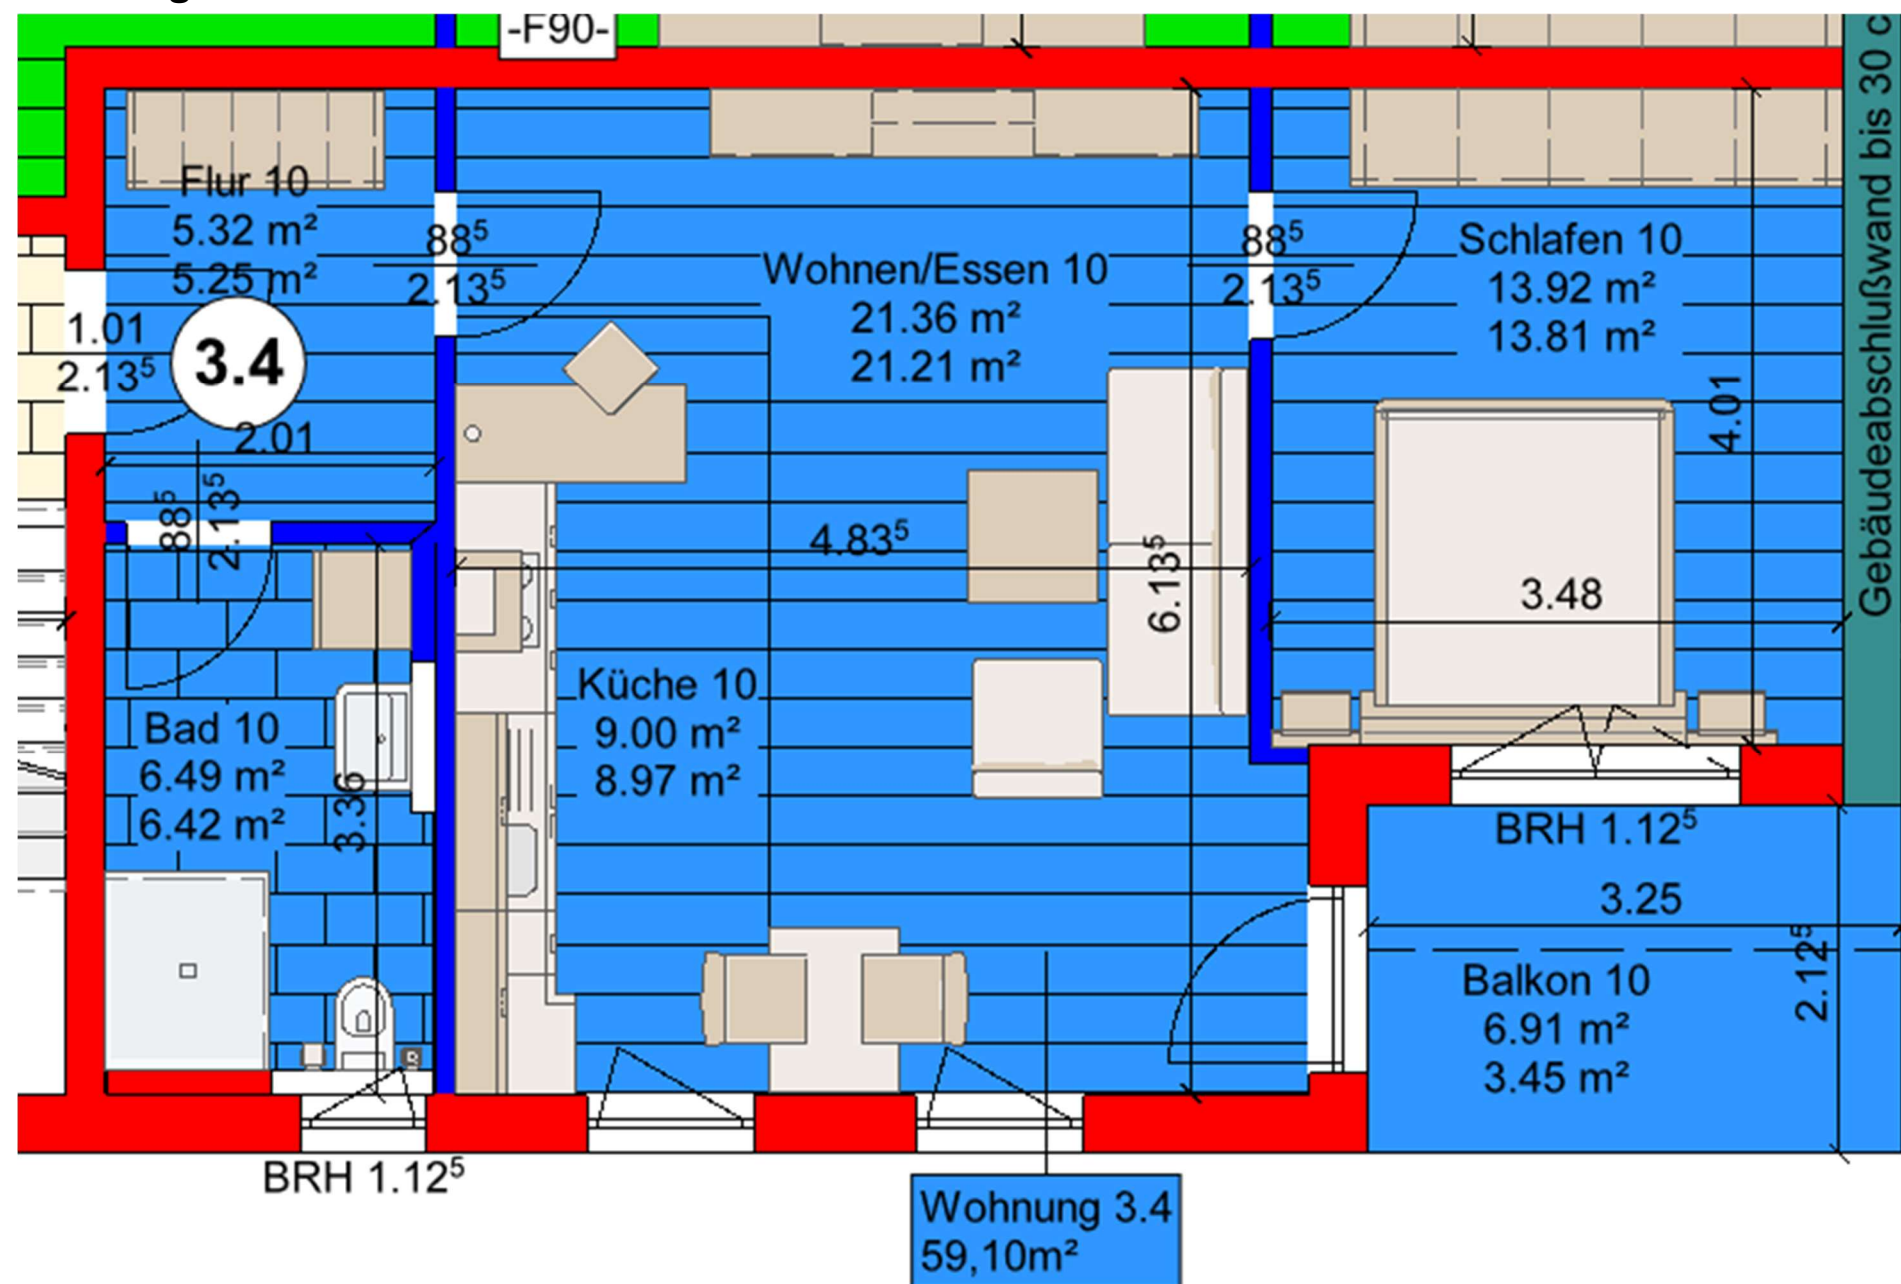 -F90-
Flur 10
5.32 m²
5.25 m²
88⁵
2.13⁵
Wohnen/Essen 10
21.36 m²
21.21 m²
88⁵
2.13⁵
Schlafen 10
13.92 m²
13.81 m²
Gebäudeabschlußwand bis 30 c
1.01
2.13⁵
3.4
2.01
4.01
88⁵
2.13⁵
4.83⁵
6.13⁵
3.48
Küche 10
9.00 m²
8.97 m²
Bad 10
6.49 m²
6.42 m²
3.36
BRH 1.12⁵
3.25
2.12⁵
Balkon 10
6.91 m²
3.45 m²
BRH 1.12⁵
Wohnung 3.4
59,10m²